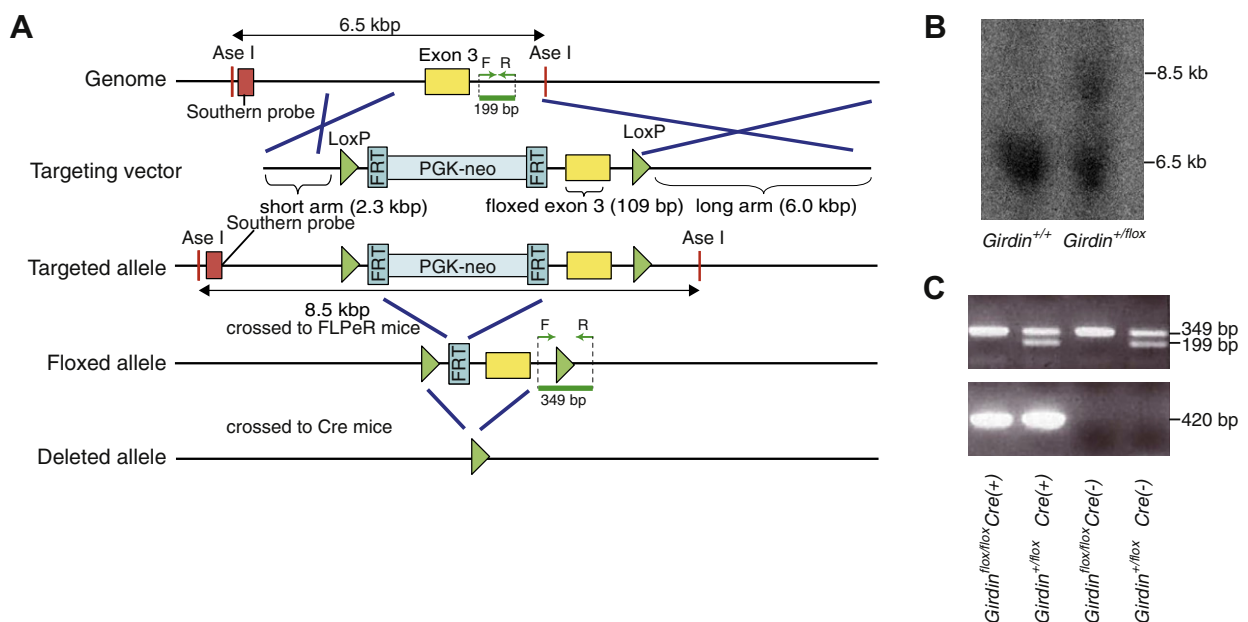 A
6.5 kbp
Ase I
Exon 3
Ase I
F R
Genome
Southern probe
199 bp
LoxP
LoxP
Targeting vector
FRT
PGK-neo
FRT
short arm (2.3 kbp)
floxed exon 3 (109 bp)
long arm (6.0 kbp)
Southern probe
Ase I
Ase I
Targeted allele
FRT
PGK-neo
FRT
8.5 kbp
crossed to FLPeR mice
F R
Floxed allele
FRT
349 bp
crossed to Cre mice
Deleted allele
B
8.5 kb
6.5 kb
Girdin+/+ Girdin+/flox
C
349 bp
199 bp
420 bp
Girdinflox/flox Cre(+)
Girdin+/flox Cre(+)
Girdinflox/flox Cre(-)
Girdin+/flox Cre(-)